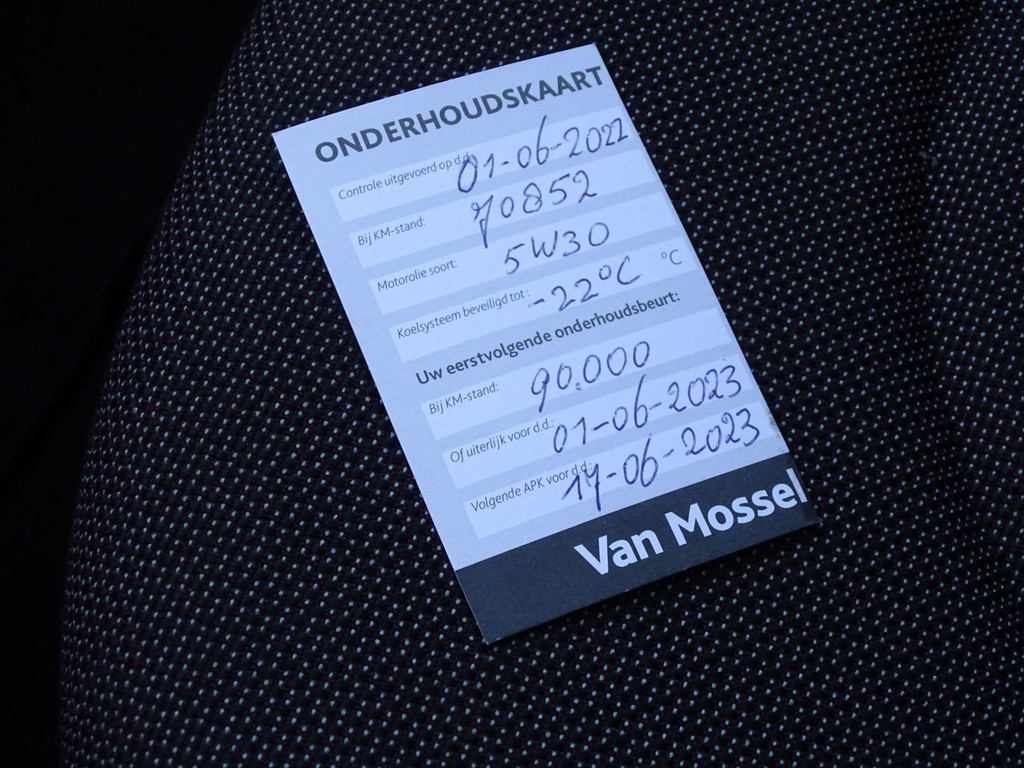 ONDERHOUDSKAART
Controle uitgevoerd op d.d.: 01-06-2022
Bij KM-stand: 70852
Motorolie soort: 5W30
Koelsysteem beveiligd tot: -22°C °C
Uw eerstvolgende onderhoudsbeurt:
Bij KM-stand: 90.000
Of uiterlijk voor d.d.: 01-06-2023
Volgende APK voor d.d.: 17-06-2023
Van Mossel